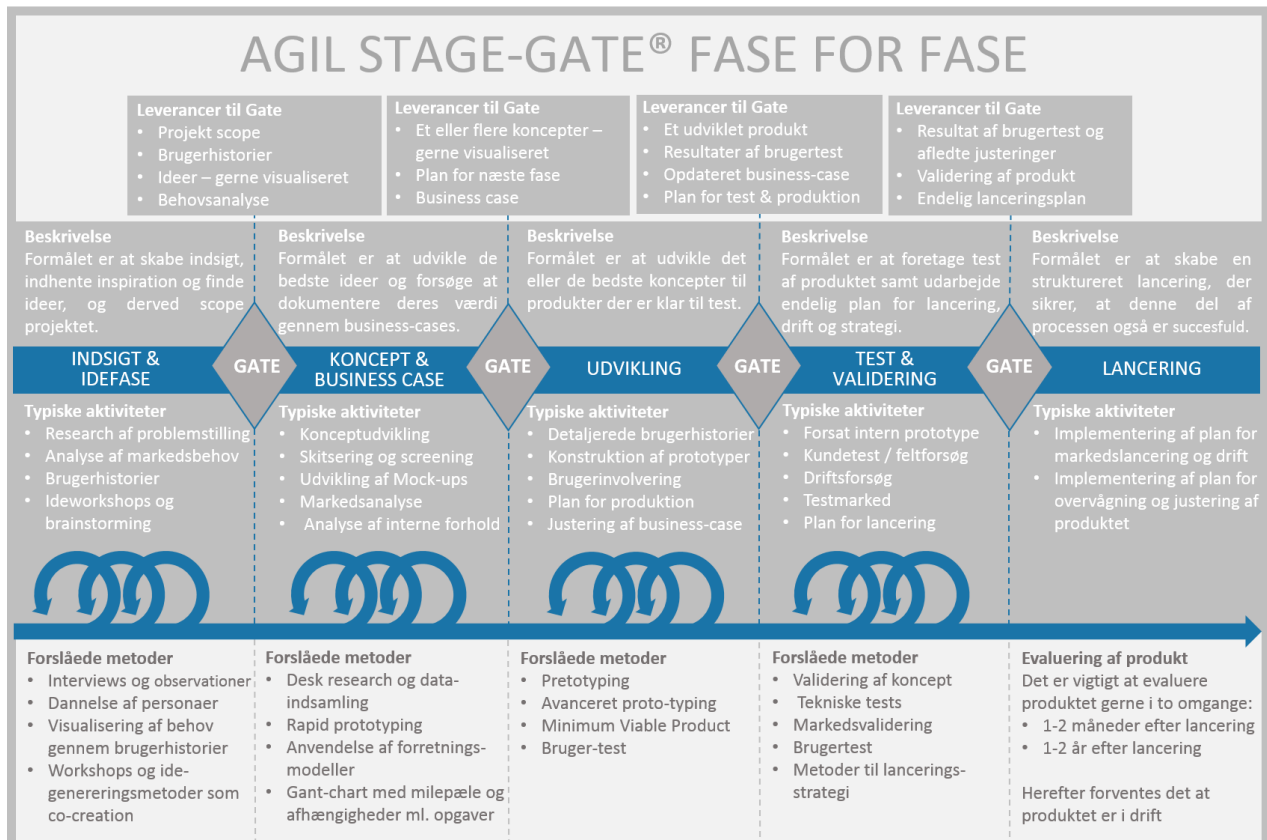 AGIL STAGE-GATE® FASE FOR FASE
Leverancer til Gate
• Projekt scope
• Brugerhistorier
• Ideer – gerne visualiseret
• Behovsanalyse
Leverancer til Gate
• Et eller flere koncepter –
gerne visualiseret
• Plan for næste fase
• Business case
Leverancer til Gate
• Et udviklet produkt
• Resultater af brugertest
• Opdateret business-case
• Plan for test & produktion
Leverancer til Gate
• Resultat af brugertest og
afledte justeringer
• Validering af produkt
• Endelig lanceringsplan
Beskrivelse
Formålet er at skabe indsigt,
indhente inspiration og finde
ideer, og derved scope
projektet.
Beskrivelse
Formålet er at udvikle de
bedste ideer og forsøge at
dokumentere deres værdi
gennem business-cases.
Beskrivelse
Formålet er at udvikle det
eller de bedste koncepter til
produkter der er klar til test.
Beskrivelse
Formålet er at foretage test
af produktet samt udarbejde
endelig plan for lancering,
drift og strategi.
Beskrivelse
Formålet er at skabe en
struktureret lancering, der
sikrer, at denne del af
processen også er succesfuld.
INDSIGT &
IDEFASE
GATE
KONCEPT &
BUSINESS CASE
GATE
UDVIKLING
GATE
TEST &
VALIDERING
GATE
LANCERING
Typiske aktiviteter
• Research af problemstilling
• Analyse af markedsbehov
• Brugerhistorier
• Ideworkshops og
brainstorming
Typiske aktiviteter
• Konceptudvikling
• Skitsering og screening
• Udvikling af Mock-ups
• Markedsanalyse
• Analyse af interne forhold
Typiske aktiviteter
• Detaljerede brugerhistorier
• Konstruktion af prototyper
• Brugerinvolvering
• Plan for produktion
• Justering af business-case
Typiske aktiviteter
• Forsat intern prototype
• Kundetest / feltforsøg
• Driftsforsøg
• Testmarked
• Plan for lancering
Typiske aktiviteter
• Implementering af plan for
markedslancering og drift
• Implementering af plan for
overvågning og justering af
produktet
Forslåede metoder
• Interviews og observationer
• Dannelse af personaer
• Visualisering af behov
gennem brugerhistorier
• Workshops og ide-
genereringsmetoder som
co-creation
Forslåede metoder
• Desk research og data-
indsamling
• Rapid prototyping
• Anvendelse af forretnings-
modeller
• Gant-chart med milepæle og
afhængigheder ml. opgaver
Forslåede metoder
• Pretotyping
• Avanceret proto-typing
• Minimum Viable Product
• Bruger-test
Forslåede metoder
• Validering af koncept
• Tekniske tests
• Markedsvalidering
• Brugertest
• Metoder til lancerings-
strategi
Evaluering af produkt
Det er vigtigt at evaluere
produktet gerne i to omgange:
• 1-2 måneder efter lancering
• 1-2 år efter lancering
Herefter forventes det at
produktet er i drift